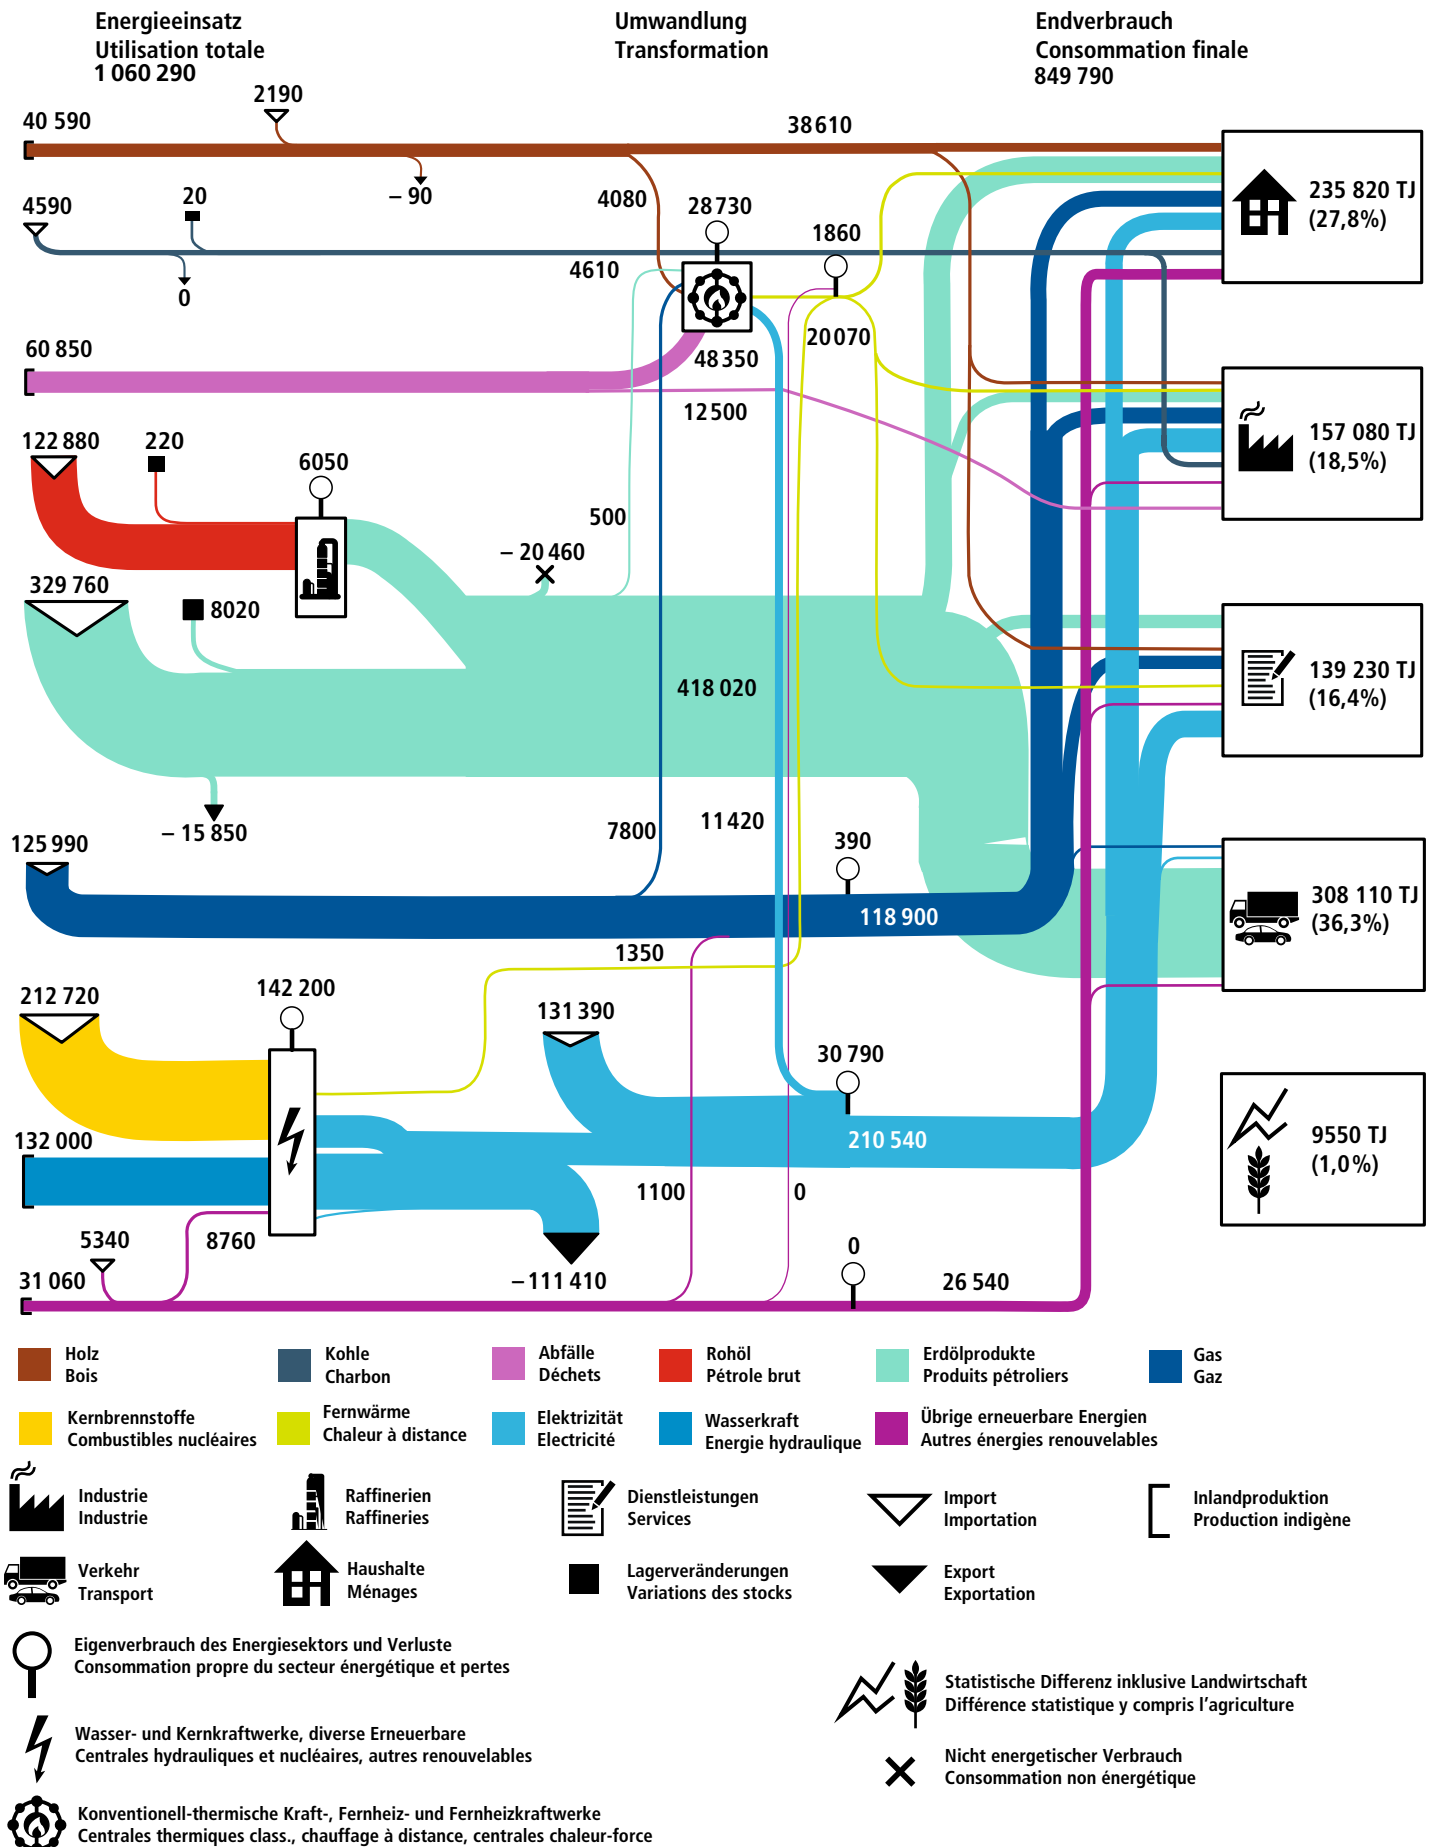 Energieeinsatz
Utilisation totale
1 060 290
Umwandlung
Transformation
Endverbrauch
Consommation finale
849 790
2190
40 590
38 610
– 90
4590
20
0
4080
28 730
1860
4610
235 820 TJ
(27,8%)
60 850
48 350
20 070
12 500
122 880
220
6050
157 080 TJ
(18,5%)
500
– 20 460
329 760
8020
418 020
139 230 TJ
(16,4%)
– 15 850
125 990
7800
11 420
390
118 900
308 110 TJ
(36,3%)
1350
212 720
142 200
131 390
30 790
132 000
210 540
9550 TJ
(1,0%)
1100
0
5340
8760
31 060
– 111 410
0
26 540
Holz
Bois
Kohle
Charbon
Abfälle
Déchets
Rohöl
Pétrole brut
Erdölprodukte
Produits pétroliers
Gas
Gaz
Kernbrennstoffe
Combustibles nucléaires
Fernwärme
Chaleur à distance
Elektrizität
Electricité
Wasserkraft
Energie hydraulique
Übrige erneuerbare Energien
Autres énergies renouvelables
Industrie
Industrie
Raffinerien
Raffineries
Dienstleistungen
Services
Import
Importation
Inlandproduktion
Production indigène
Verkehr
Transport
Haushalte
Ménages
Lagerveränderungen
Variations des stocks
Export
Exportation
Eigenverbrauch des Energiesektors und Verluste
Consommation propre du secteur énergétique et pertes
Statistische Differenz inklusive Landwirtschaft
Différence statistique y compris l’agriculture
Wasser- und Kernkraftwerke, diverse Erneuerbare
Centrales hydrauliques et nucléaires, autres renouvelables
Nicht energetischer Verbrauch
Consommation non énergétique
Konventionell-thermische Kraft-, Fernheiz- und Fernheizkraftwerke
Centrales thermiques class., chauffage à distance, centrales chaleur-force